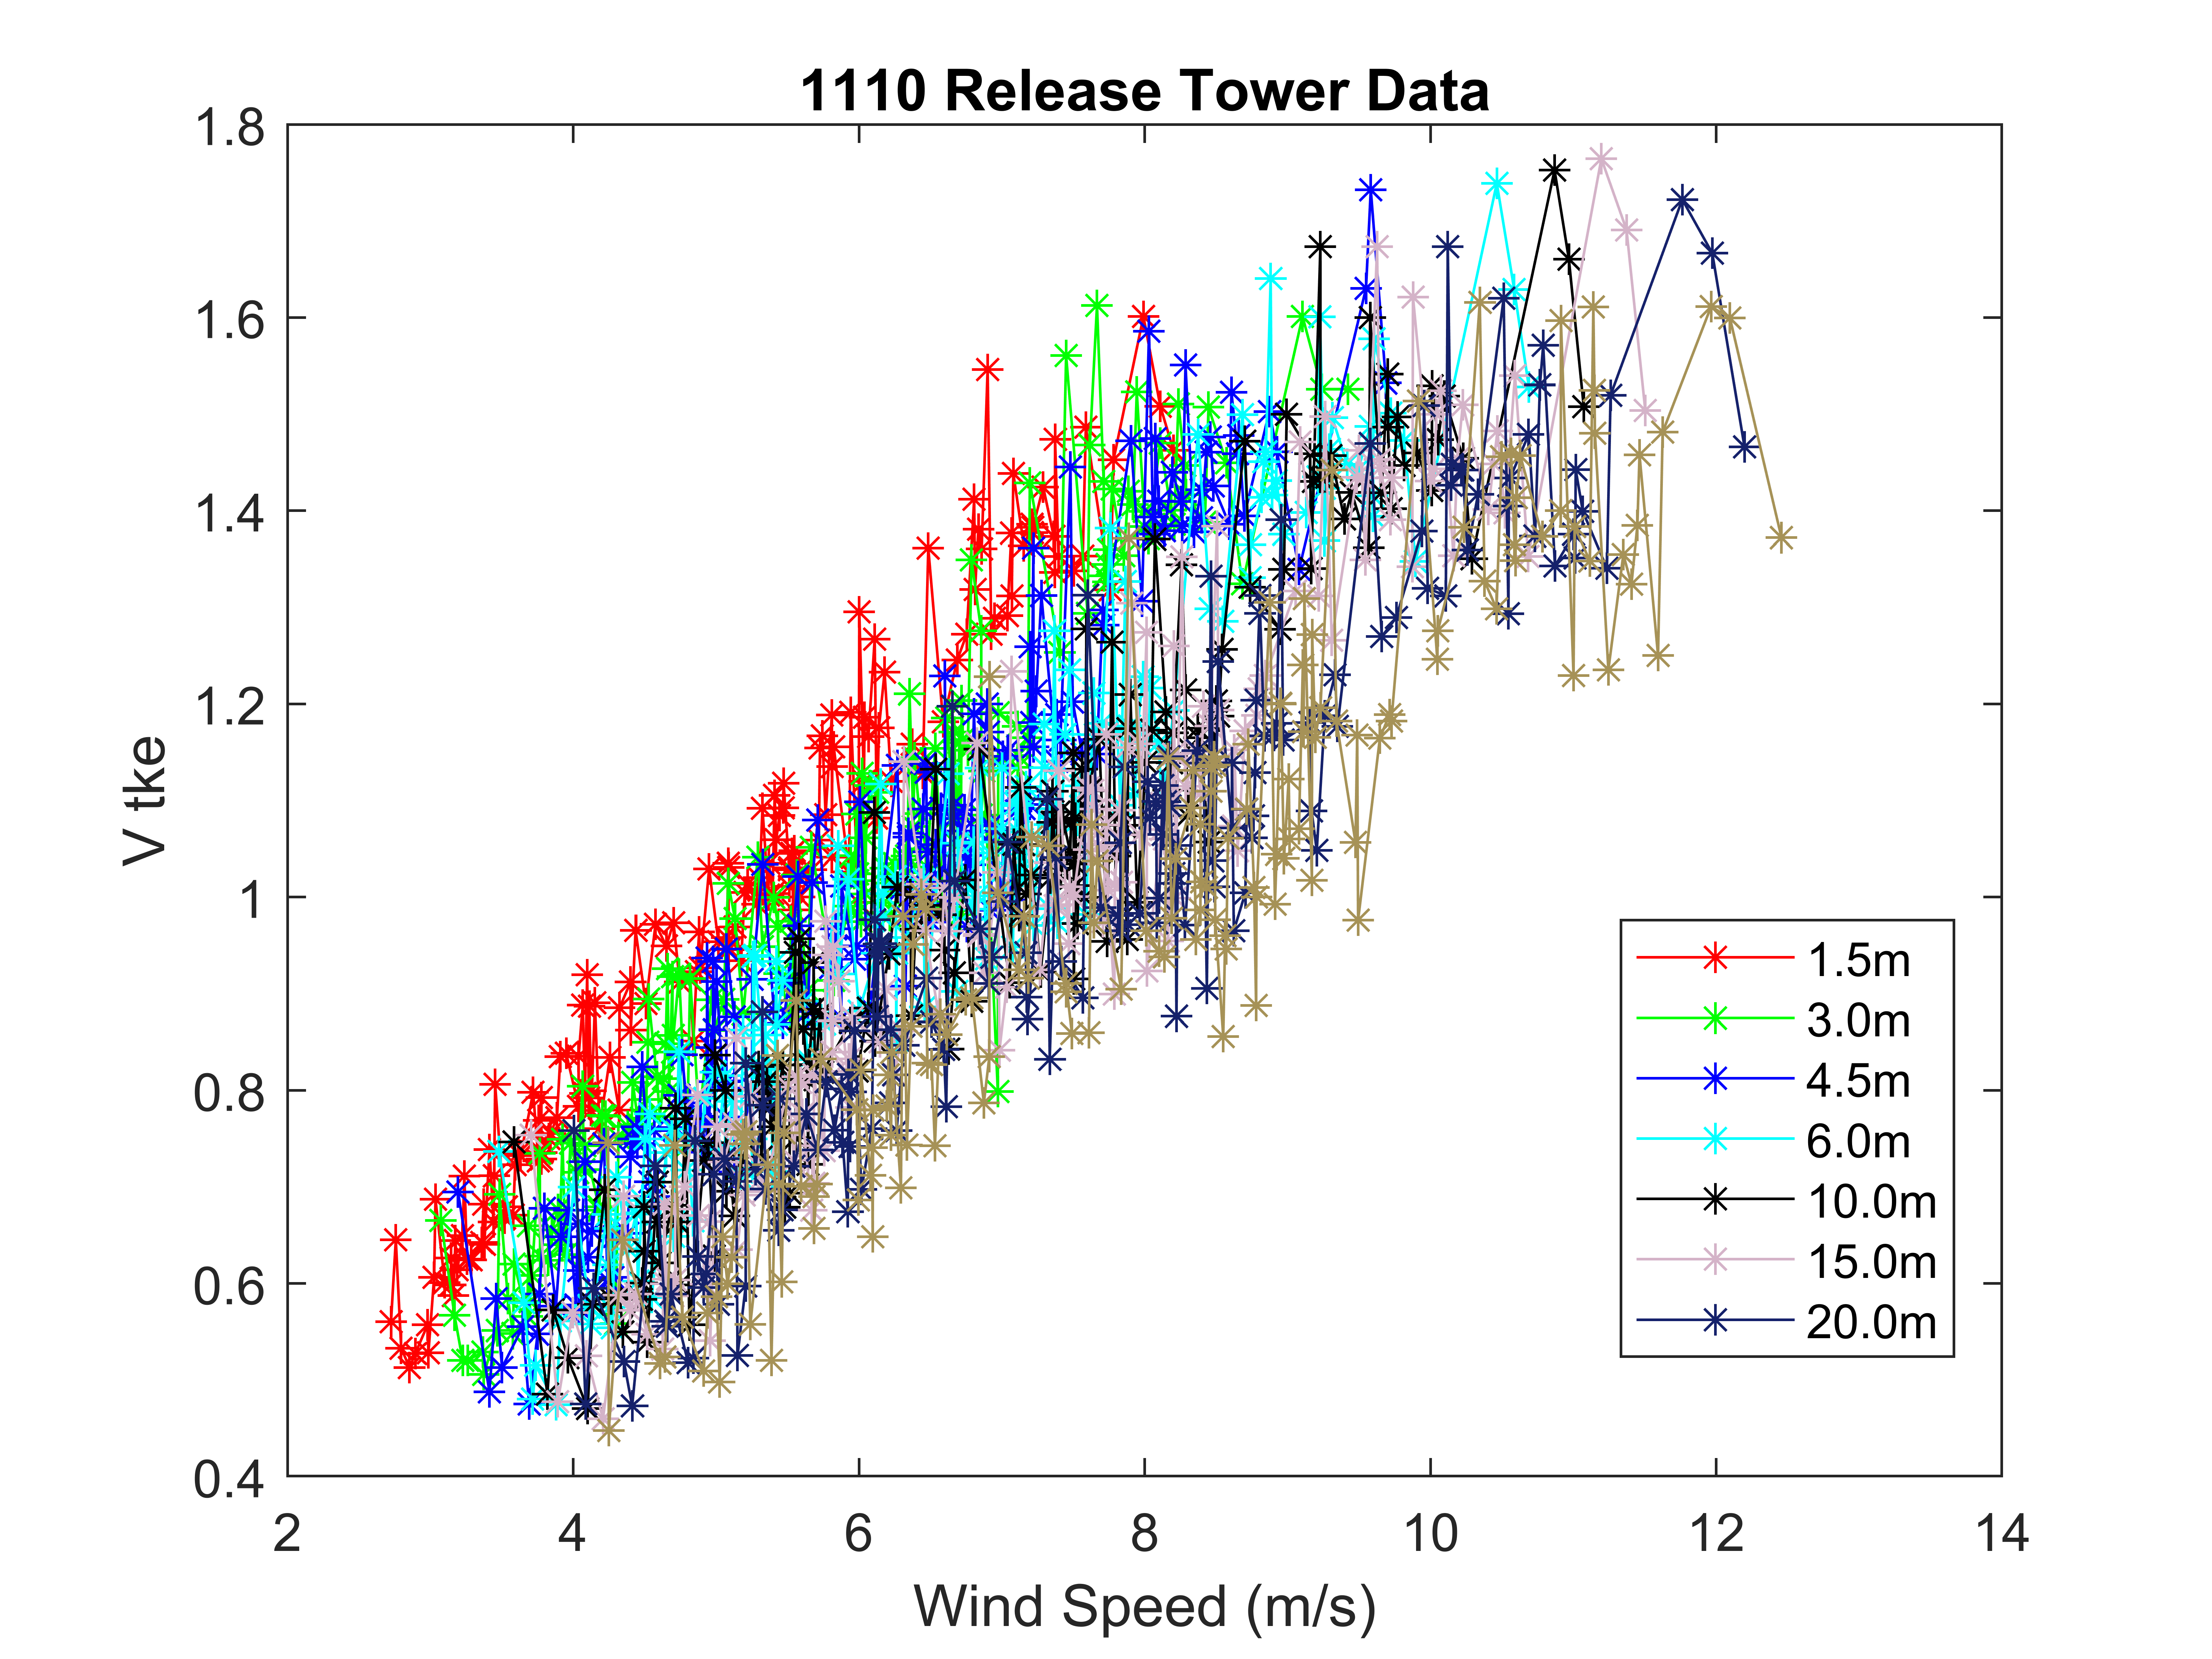 1110 Release Tower Data
1.8
1.6
1.4
1.2
1
0.8
0.6
0.4
V tke
2 4 6 8 10 12 14
Wind Speed (m/s)
1.5m
3.0m
4.5m
6.0m
10.0m
15.0m
20.0m